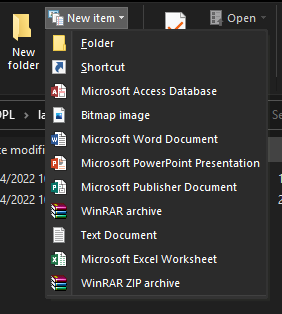 New item
Open
New
folder
Folder
Shortcut
Microsoft Access Database
Bitmap image
Microsoft Word Document
Microsoft PowerPoint Presentation
Microsoft Publisher Document
WinRAR archive
Text Document
Microsoft Excel Worksheet
WinRAR ZIP archive
OPL
la
Se
te modifi
4/2022 1
4/2022 1